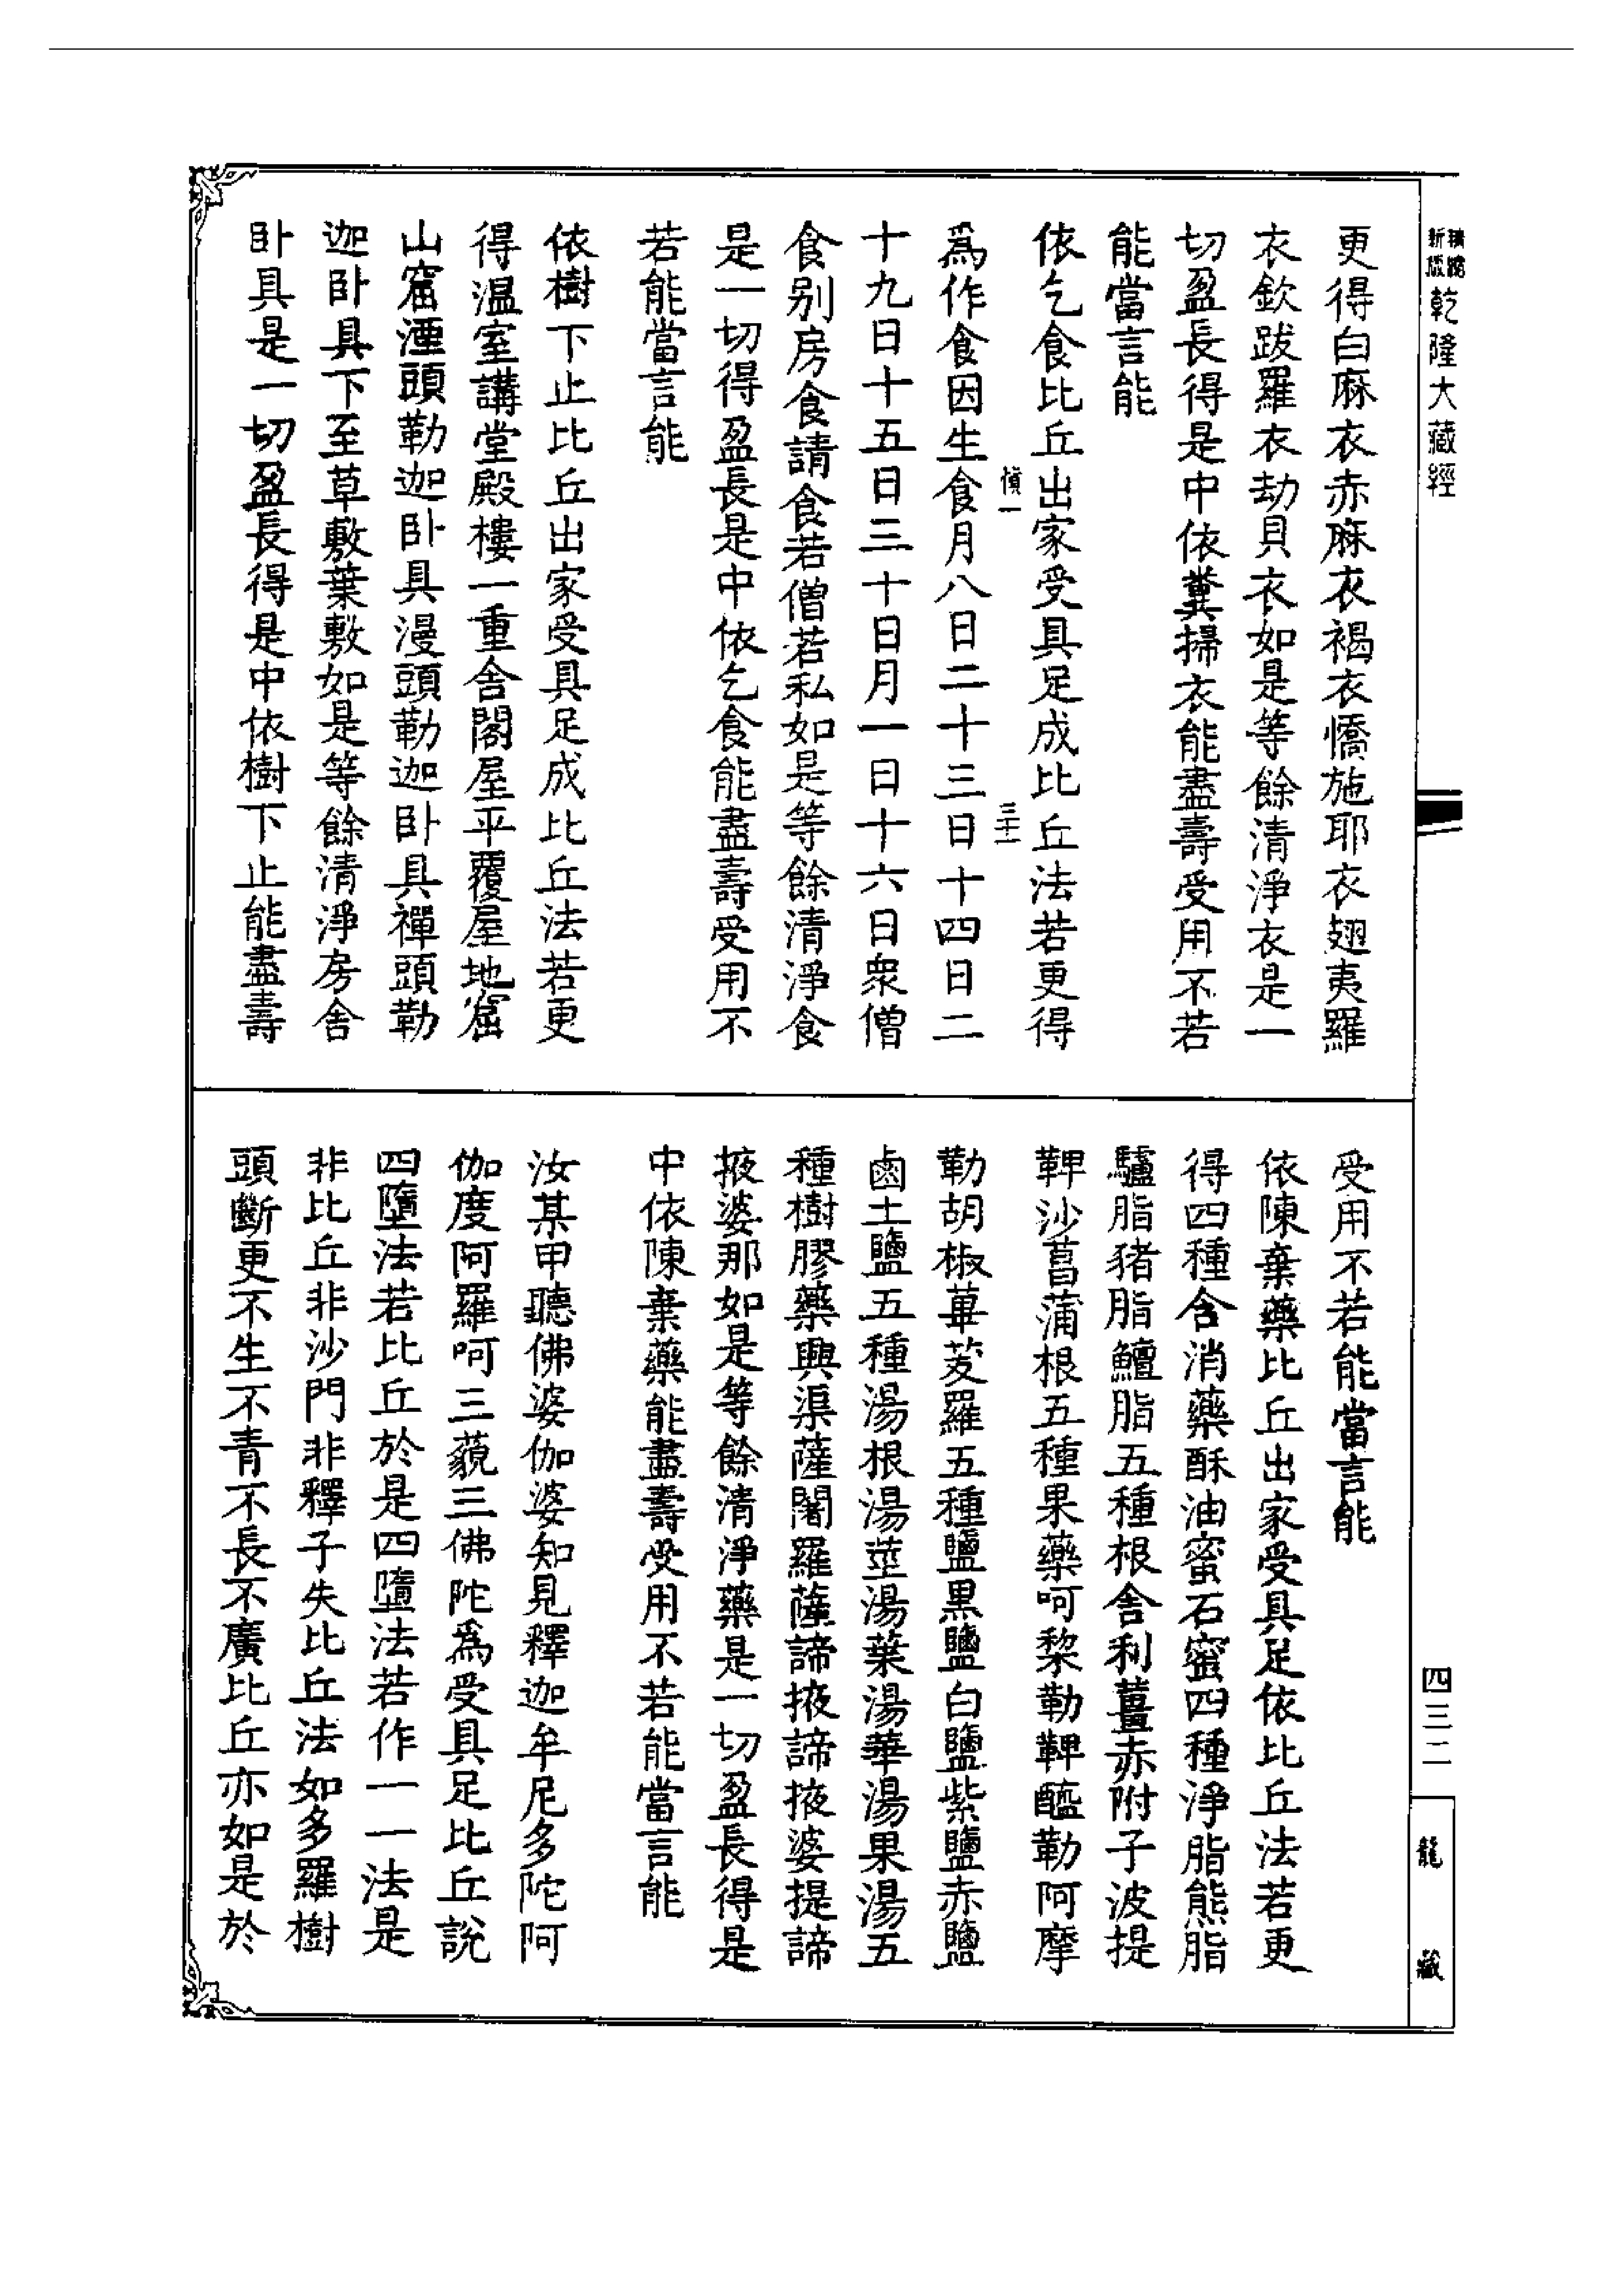 精縮新版乾隆大藏經
更得白麻衣赤麻衣褐衣憍施耶衣翅夷羅
衣欽跋羅衣劫貝衣如是等餘清淨衣是一
切盈長得是中依糞掃衣能盡壽受用不若
能當言能
依乞食比丘出家受具足成比丘法若更得
慎一
三十一
為作食因生食月八日二十三日十四日二
十九日十五日三十日月一日十六日衆僧
食别房食請食若僧若私如是等餘清淨食
是一切得盈長是中依乞食能盡壽受用不
若能當言能
依樹下止比丘出家受具足成比丘法若更
得溫室講堂殿樓一重舍閣屋平覆屋地窟
山窟湮頭勒迦卧具漫頭勒迦卧具禪頭勒
迦卧具下至草敷葉敷如是等餘清淨房舍
卧具是一切盈長得是中依樹下止能盡壽
受用不若能當言能
依陳棄藥比丘出家受具足依比丘法若更
得四種含消藥酥油蜜石蜜四種淨脂熊脂
驢脂猪脂鱣脂五種根舍利薑赤附子波提
鞞沙菖蒲根五種果藥呵黎勒鞞醯勒阿摩
勒胡椒蓽茇羅五種鹽黒鹽白鹽紫鹽赤鹽
鹵土鹽五種湯根湯莖湯葉湯華湯果湯五
種樹膠藥興渠薩闍羅薩諦掖諦掖婆提諦
掖婆那如是等餘清淨藥是一切盈長得是
中依陳棄藥能盡壽受用不若能當言能
汝某甲聽佛婆伽婆知見釋迦牟尼多陀阿
伽度阿羅呵三藐三佛陀為受具足比丘說
四墮法若比丘於是四墮法若作一一法是
非比丘非沙門非釋子失比丘法如多羅樹
頭斷更不生不青不長不廣比丘亦如是於
四三二
龍藏